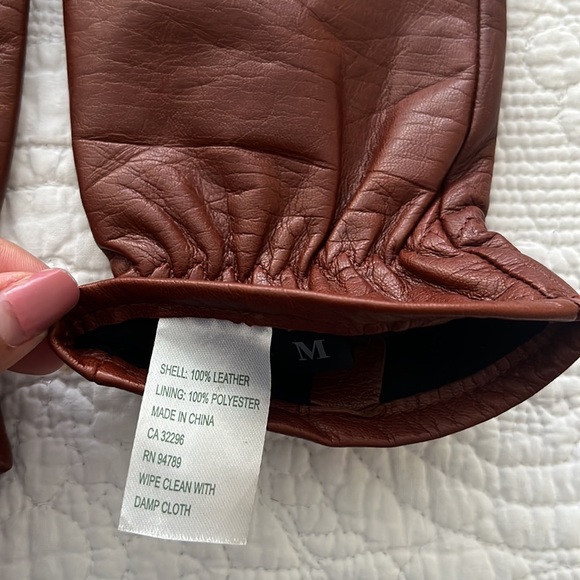 M
SHELL: 100% LEATHER
LINING: 100% POLYESTER
MADE IN CHINA
CA 32296
RN 94789
WIPE CLEAN WITH
DAMP CLOTH